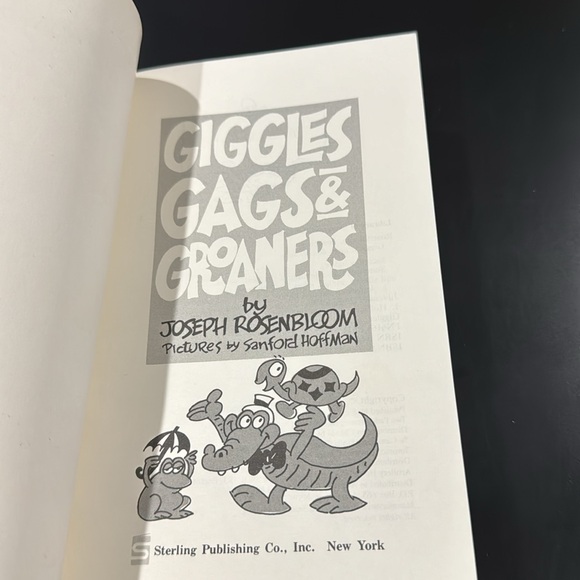 GIGGLES
GAGS &
GROANERS
by
JOSEPH ROSENBLOOM
Pictures by Sanford Hoffman
S Sterling Publishing Co., Inc. New York